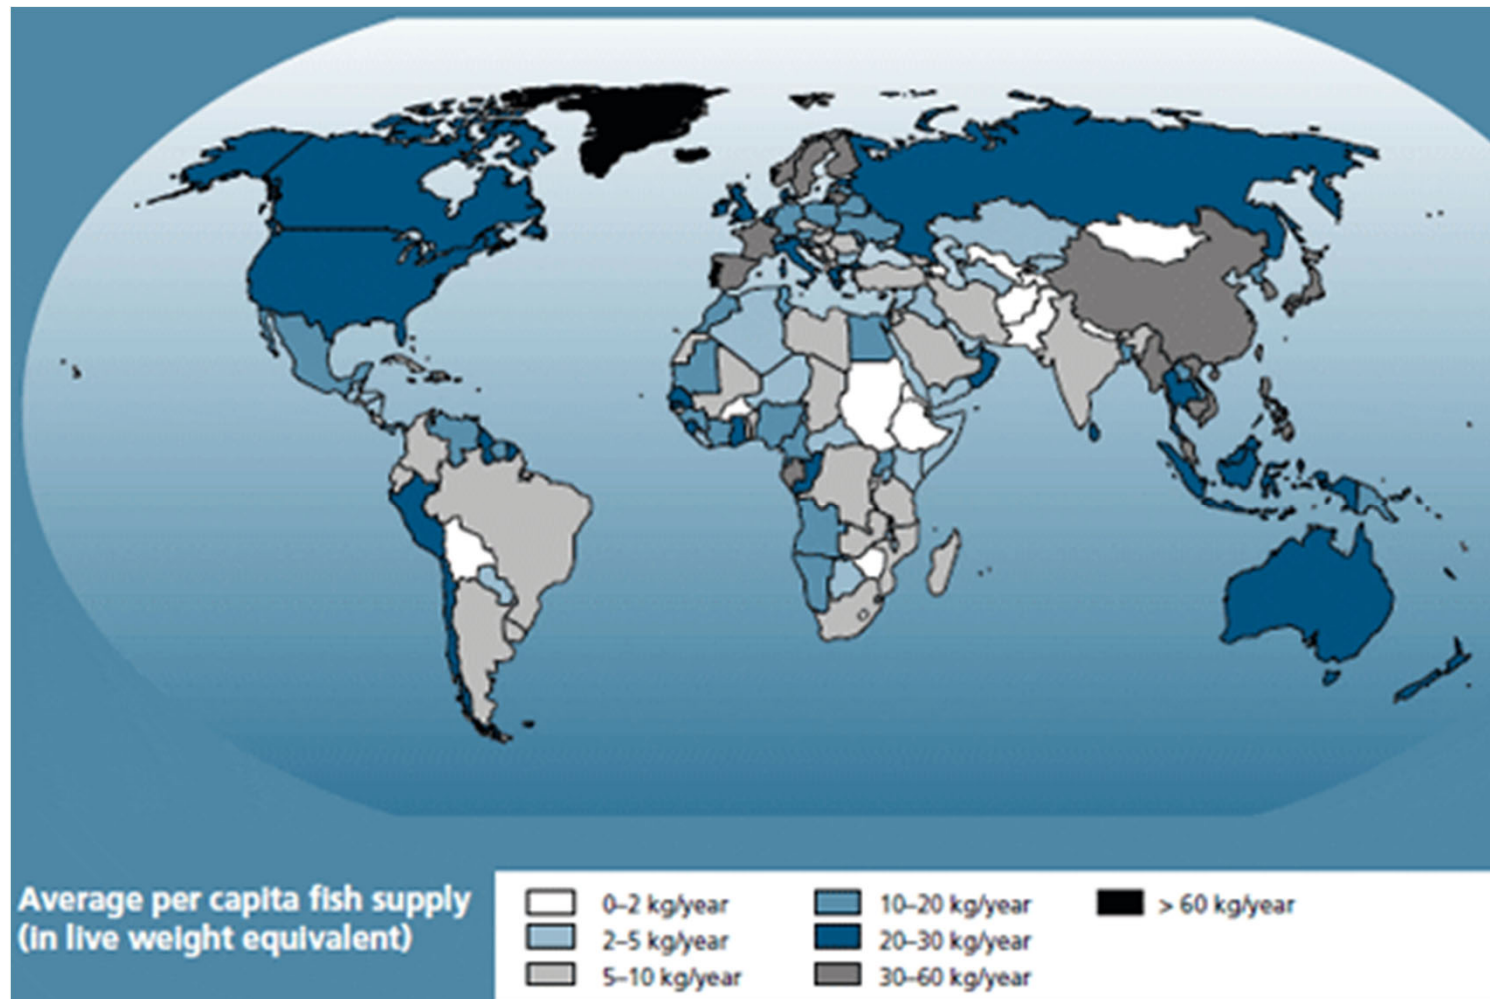 Average per capita fish supply
(in live weight equivalent)
0–2 kg/year
2–5 kg/year
5–10 kg/year
10–20 kg/year
20–30 kg/year
30–60 kg/year
> 60 kg/year